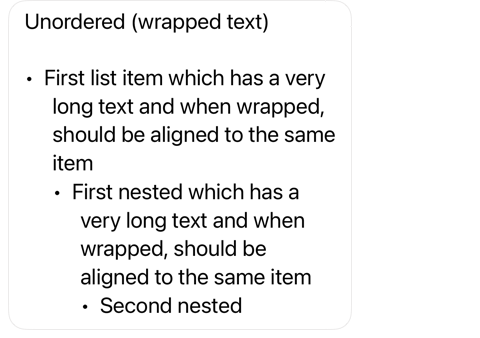 Unordered (wrapped text)
• First list item which has a very
long text and when wrapped,
should be aligned to the same
item
• First nested which has a
very long text and when
wrapped, should be
aligned to the same item
• Second nested